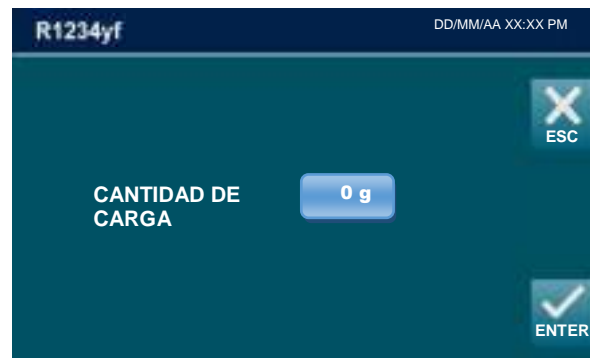 R1234yf
DD/MM/AA XX:XX PM
ESC
CANTIDAD DE
CARGA
0 g
ENTER